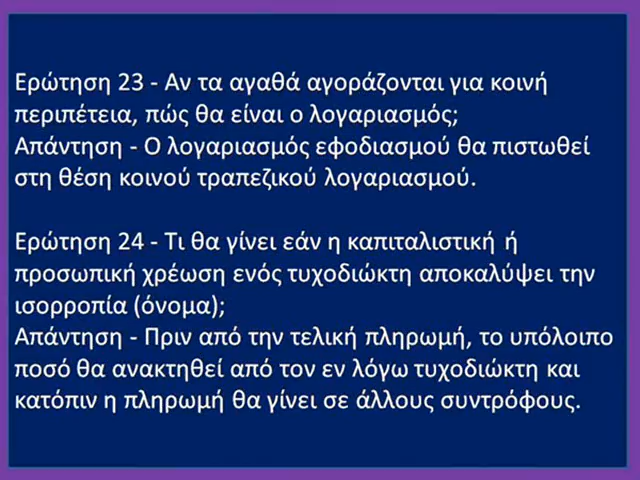 Ερώτηση 23 - Αν τα αγαθά αγοράζονται για κοινή
περιπέτεια, πώς θα είναι ο λογαριασμός;
Απάντηση - Ο λογαριασμός εφοδιασμού θα πιστωθεί
στη θέση κοινού τραπεζικού λογαριασμού.
Ερώτηση 24 - Τι θα γίνει εάν η καπιταλιστική ή
προσωπική χρέωση ενός τυχοδιώκτη αποκαλύψει την
ισορροπία (όνομα);
Απάντηση - Πριν από την τελική πληρωμή, το υπόλοιπο
ποσό θα ανακτηθεί από τον εν λόγω τυχοδιώκτη και
κατόπιν η πληρωμή θα γίνει σε άλλους συντρόφους.